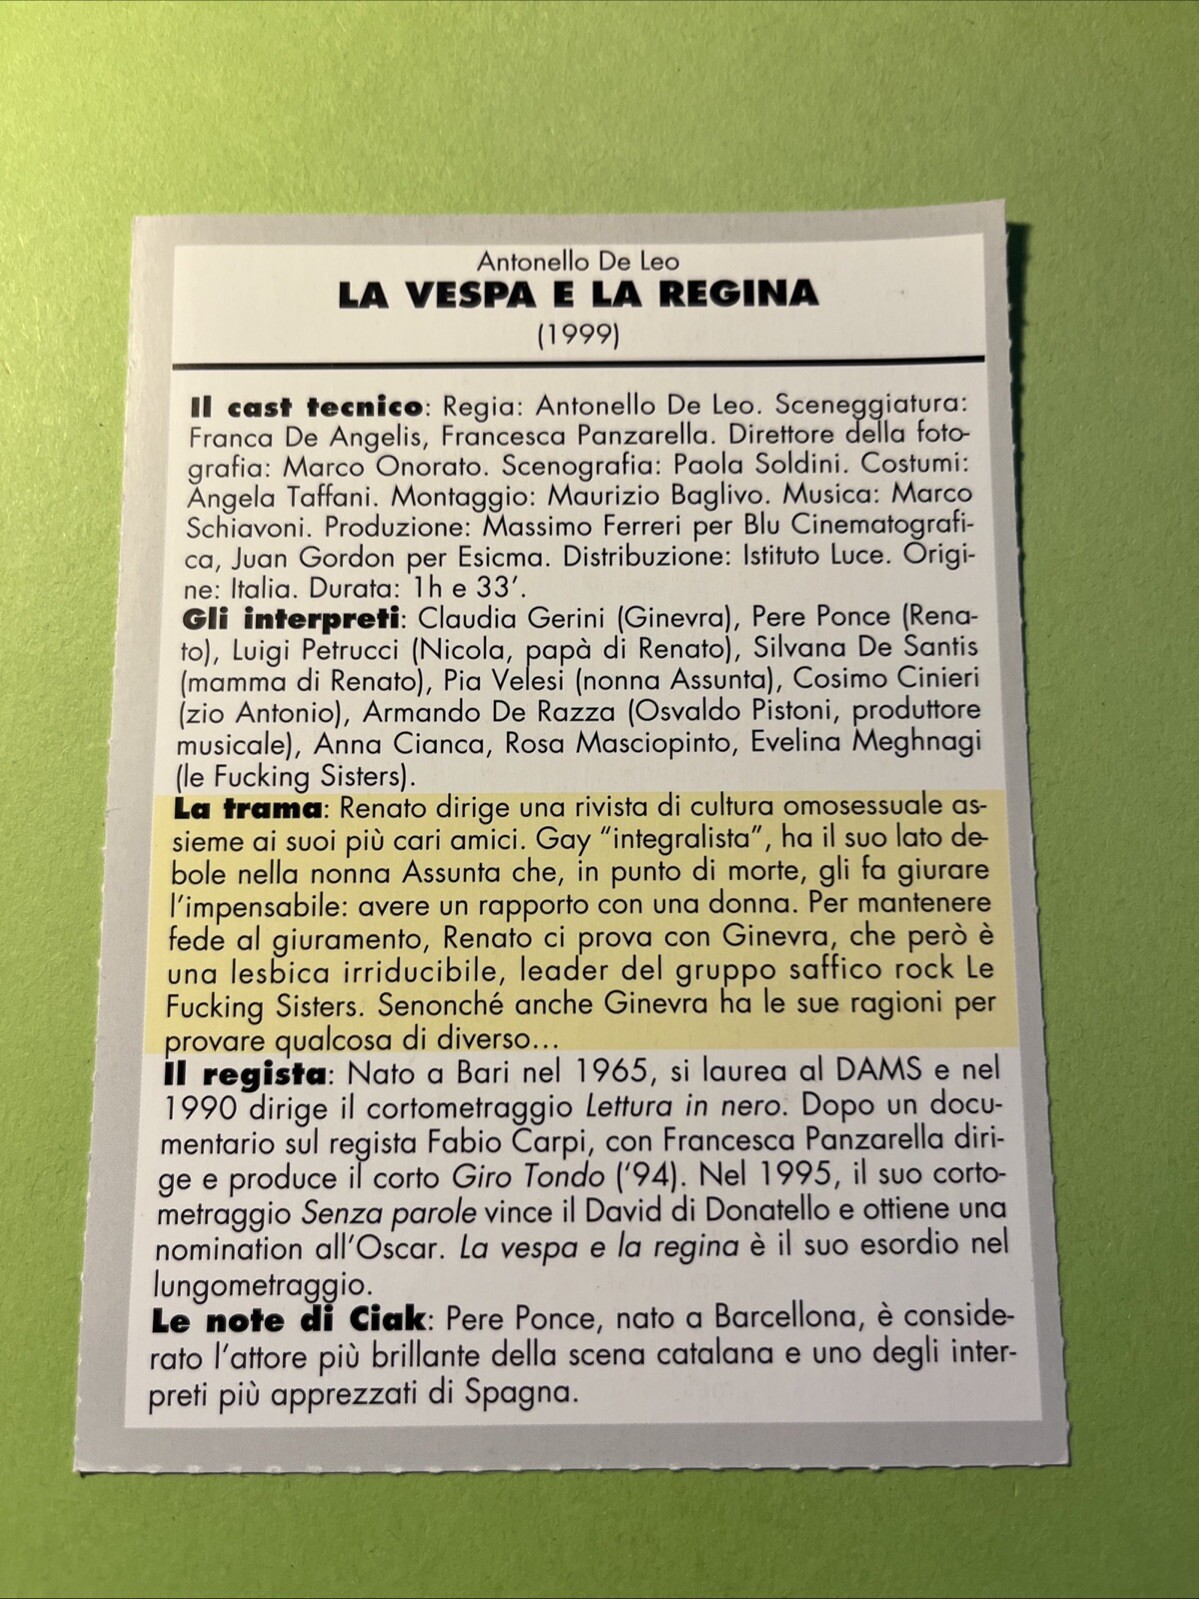 Antonello De Leo
LA VESPA E LA REGINA
(1999)
Il cast tecnico: Regia: Antonello De Leo. Sceneggiatura:
Franca De Angelis, Francesca Panzarella. Direttore della foto-
grafia: Marco Onorato. Scenografia: Paola Soldini. Costumi:
Angela Taffani. Montaggio: Maurizio Baglivo. Musica: Marco
Schiavoni. Produzione: Massimo Ferreri per Blu Cinematografi-
ca, Juan Gordon per Esicma. Distribuzione: Istituto Luce. Origi-
ne: Italia. Durata: 1h e 33'.
Gli interpreti: Claudia Gerini (Ginevra), Pere Ponce (Rena-
to), Luigi Petrucci (Nicola, papà di Renato), Silvana De Santis
(mamma di Renato), Pia Velesi (nonna Assunta), Cosimo Cinieri
(zio Antonio), Armando De Razza (Osvaldo Pistoni, produttore
musicale), Anna Cianca, Rosa Masciopinto, Evelina Meghnagi
(le Fucking Sisters).
La trama: Renato dirige una rivista di cultura omosessuale as-
sieme ai suoi più cari amici. Gay "integralista", ha il suo lato de-
bole nella nonna Assunta che, in punto di morte, gli fa giurare
l'impensabile: avere un rapporto con una donna. Per mantenere
fede al giuramento, Renato ci prova con Ginevra, che però è
una lesbica irriducibile, leader del gruppo saffico rock Le
Fucking Sisters. Senonché anche Ginevra ha le sue ragioni per
provare qualcosa di diverso...
Il regista: Nato a Bari nel 1965, si laurea al DAMS e nel
1990 dirige il cortometraggio Lettura in nero. Dopo un docu-
mentario sul regista Fabio Carpi, con Francesca Panzarella diri-
ge e produce il corto Giro Tondo ('94). Nel 1995, il suo corto-
metraggio Senza parole vince il David di Donatello e ottiene una
nomination all'Oscar. La vespa e la regina è il suo esordio nel
lungometraggio.
Le note di Ciak: Pere Ponce, nato a Barcellona, è conside-
rato l'attore più brillante della scena catalana e uno degli inter-
preti più apprezzati di Spagna.